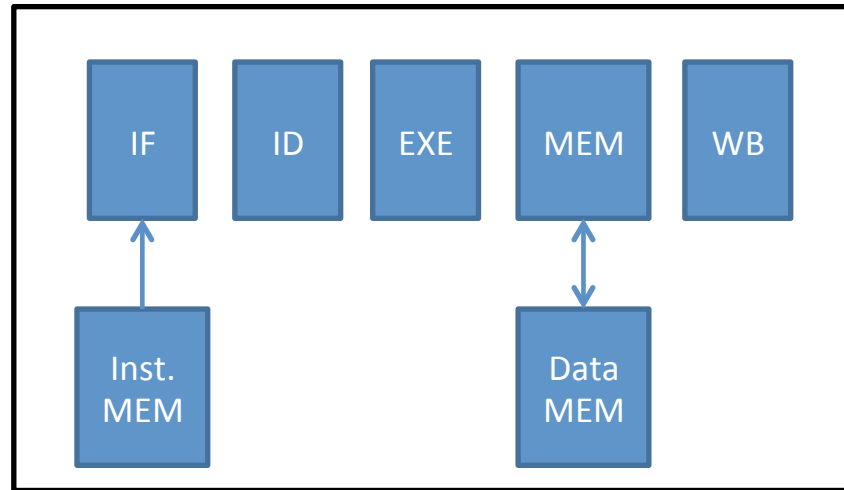 IF
ID
EXE
MEM
WB
Inst.
MEM
Data
MEM